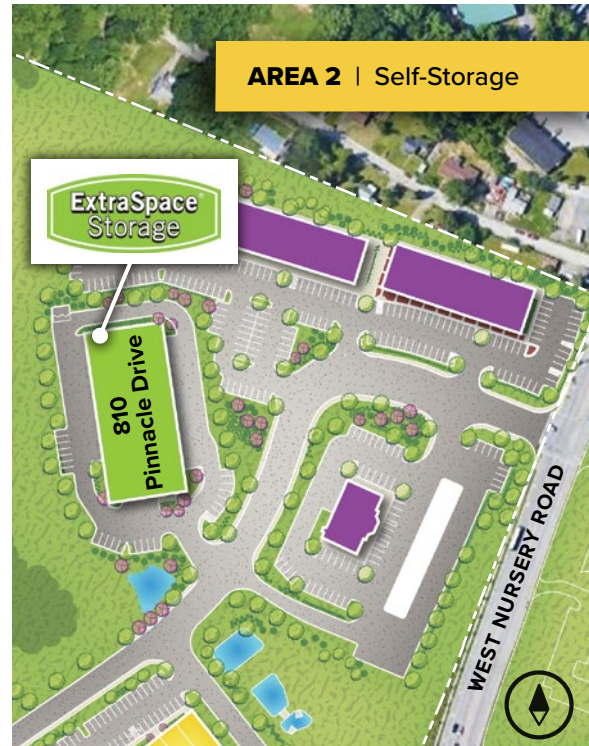 AREA 2 | Self-Storage
ExtraSpace
Storage
810
Pinnacle Drive
WEST NURSERY ROAD